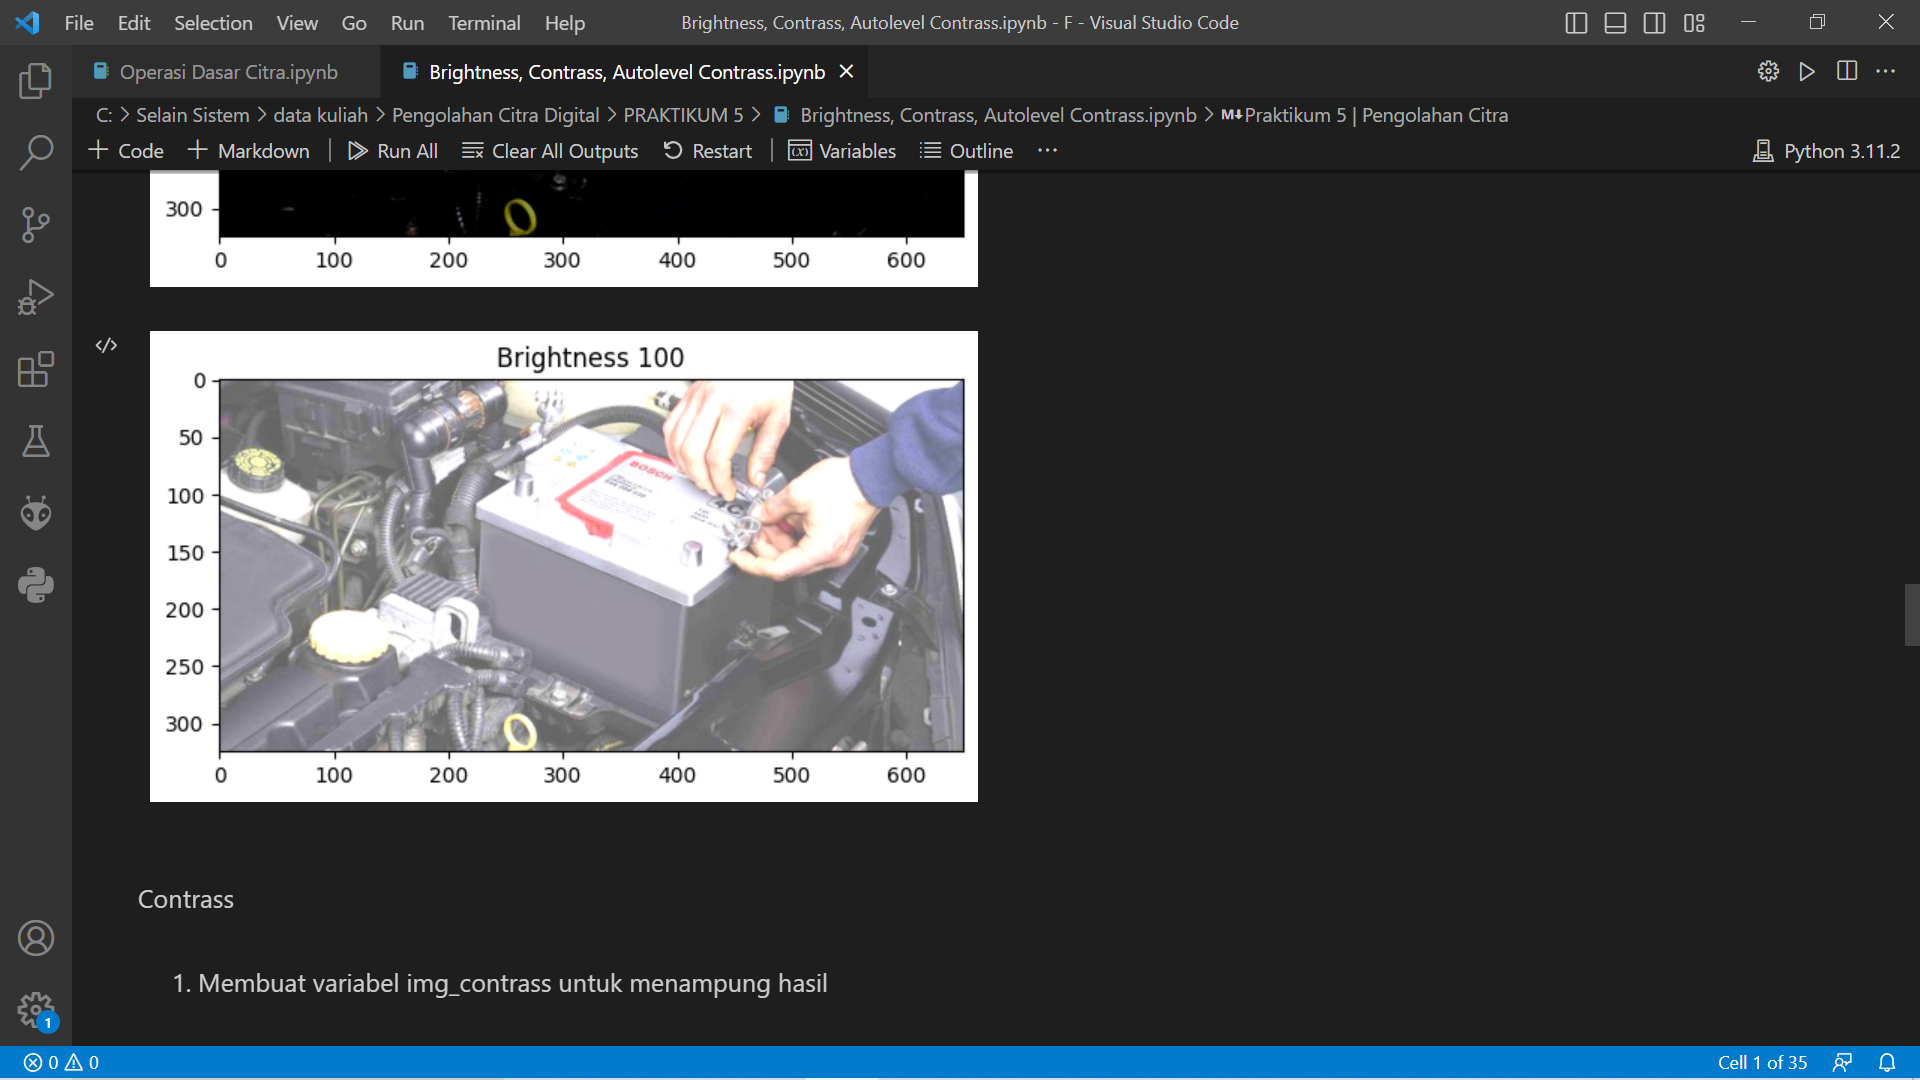 File Edit Selection View Go Run Terminal Help Brightness, Contrass, Autolevel Contrass.ipynb - F - Visual Studio Code
Operasi Dasar Citra.ipynb Brightness, Contrass, Autolevel Contrass.ipynb
C: > Selain Sistem > data kuliah > Pengolahan Citra Digital > PRAKTIKUM 5 > Brightness, Contrass, Autolevel Contrass.ipynb > M Praktikum 5 | Pengolahan Citra
+ Code + Markdown Run All Clear All Outputs Restart Variables Outline ... Python 3.11.2
300
0 100 200 300 400 500 600
Brightness 100
0
50
100
150
200
250
300
BOSCH
4C
0 100 200 300 400 500 600
Contrass
1. Membuat variabel img_contrass untuk menampung hasil
1
0 0 Cell 1 of 35